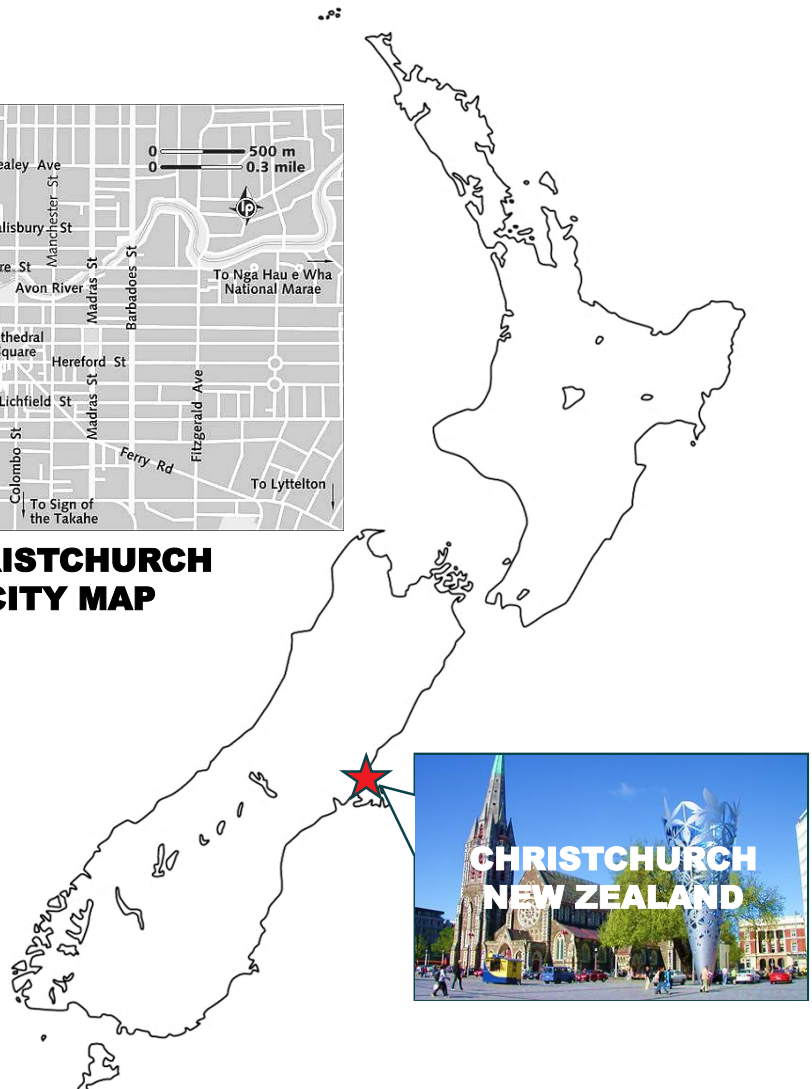 0 500 m
0 0.3 mile
ealey Ave
Manchester St
alisbury St
re St
Avon River
Madras St
Barbadoes St
To Nga Hau e Wha
National Marae
thedral
quare
Hereford St
Lichfield St
Madras St
Fitzgerald Ave
Ferry Rd
Colombo St
To Lyttelton
To Sign of
the Takahe
RISTCHURCH
CITY MAP
CHRISTCHURCH
NEW ZEALAND